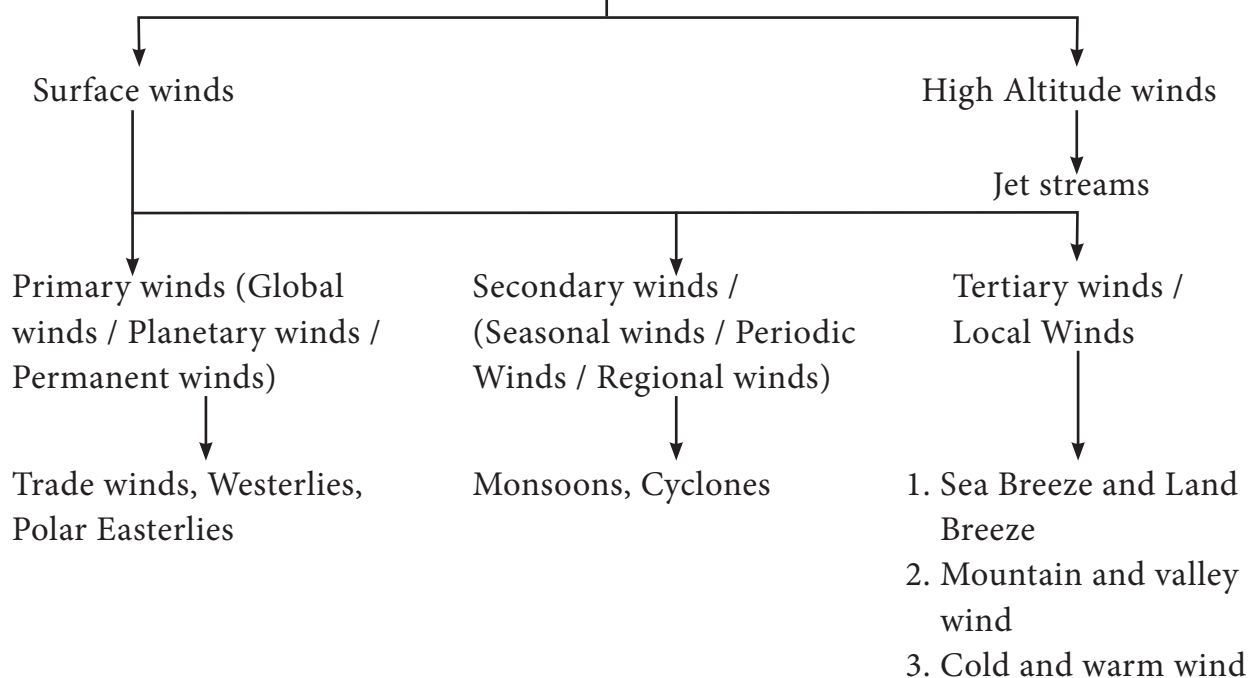 Surface winds
High Altitude winds
Jet streams
Primary winds (Global
winds / Planetary winds /
Permanent winds)
Secondary winds /
(Seasonal winds / Periodic
Winds / Regional winds)
Tertiary winds /
Local Winds
Trade winds, Westerlies,
Polar Easterlies
Monsoons, Cyclones
1. Sea Breeze and Land
Breeze
2. Mountain and valley
wind
3. Cold and warm wind